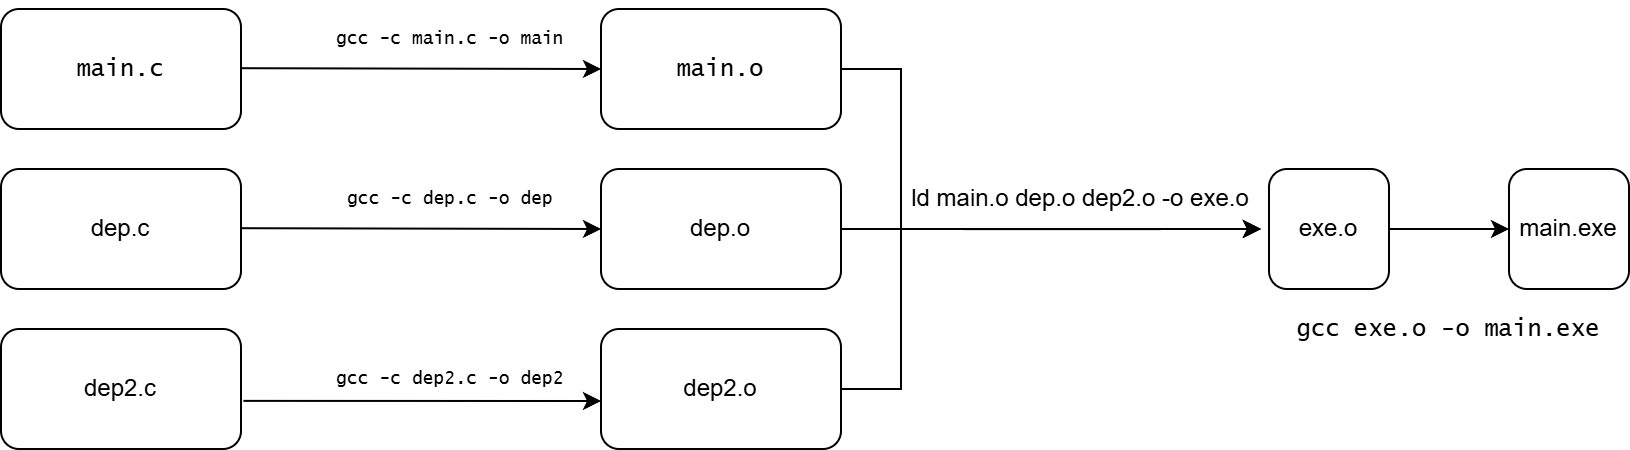 gcc -c main.c -o main
main.c
main.o
gcc -c dep.c -o dep
ld main.o dep.o dep2.o -o exe.o
dep.c
dep.o
exe.o
main.exe
gcc exe.o -o main.exe
gcc -c dep2.c -o dep2
dep2.c
dep2.o